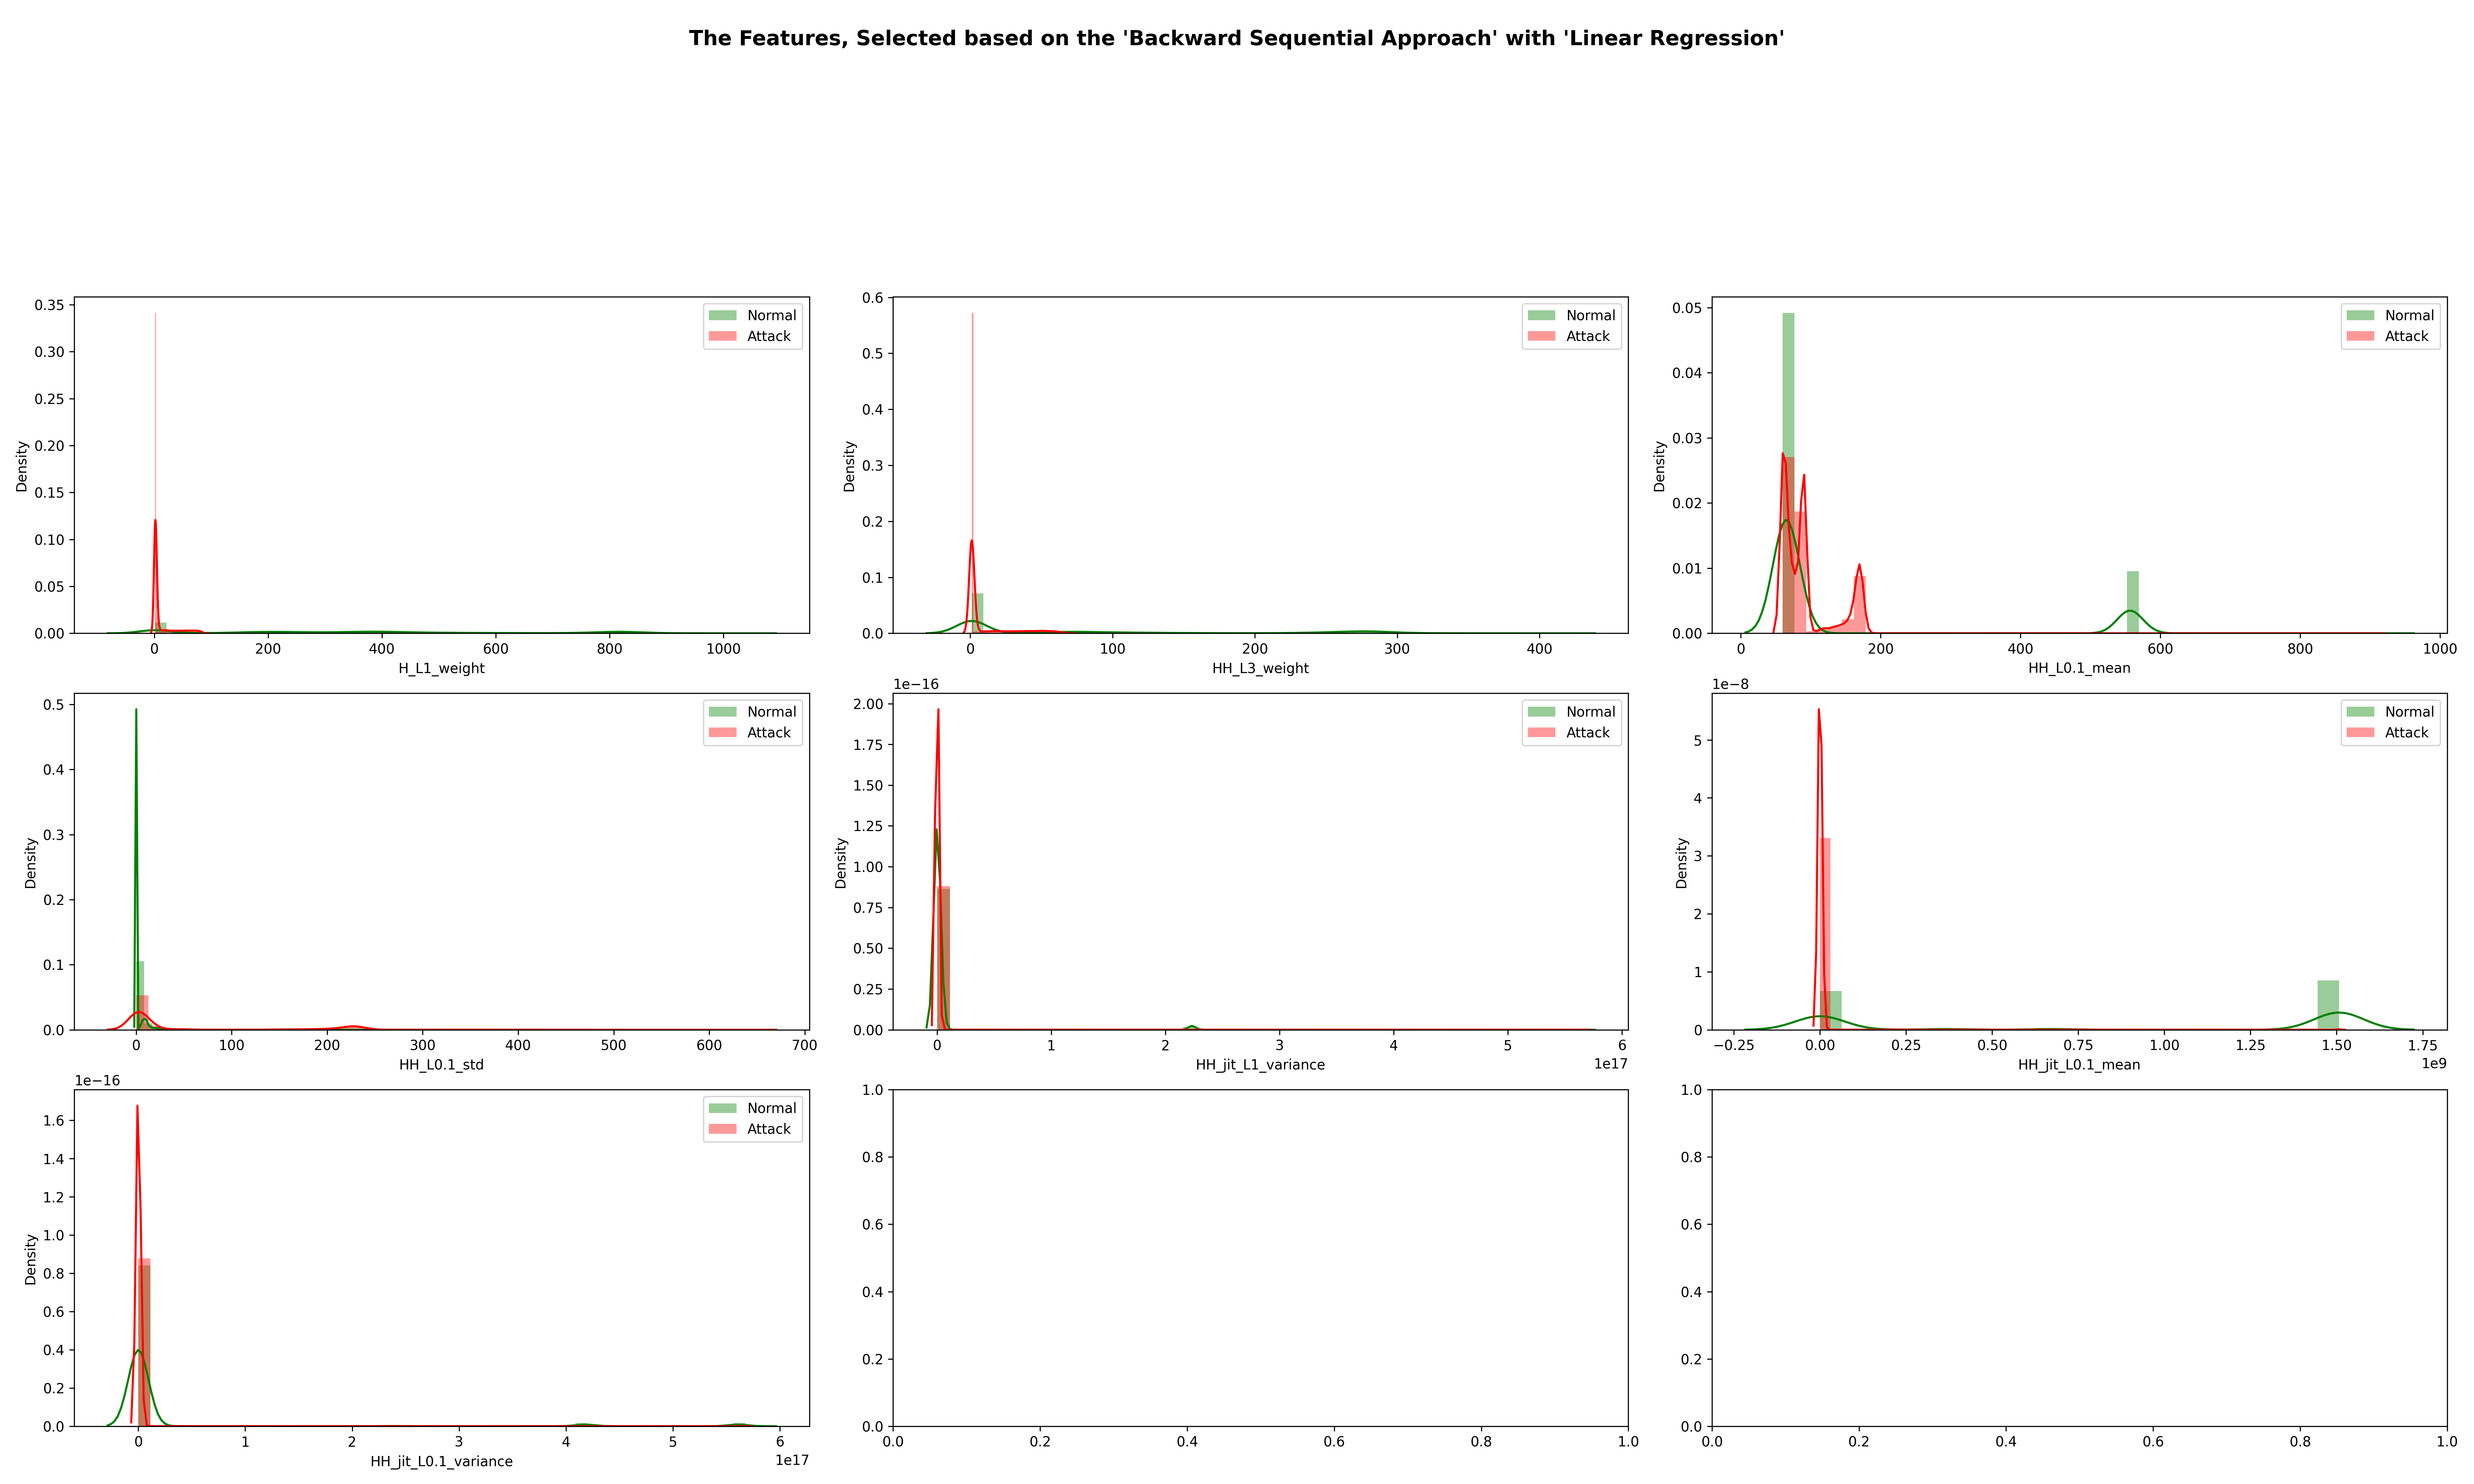 The Features, Selected based on the 'Backward Sequential Approach' with 'Linear Regression'
0.35
0.30
0.25
0.20
0.15
0.10
0.05
0.00
Density
Normal
Attack
0 200 400 600 800 1000
H_L1_weight
0.6
0.5
0.4
0.3
0.2
0.1
0.0
Density
Normal
Attack
0 100 200 300 400
HH_L3_weight
0.05
0.04
0.03
0.02
0.01
0.00
Density
Normal
Attack
0 200 400 600 800 1000
HH_L0.1_mean
0.5
0.4
0.3
0.2
0.1
0.0
Density
Normal
Attack
0 100 200 300 400 500 600 700
HH_L0.1_std
1e−16
2.00
1.75
1.50
1.25
1.00
0.75
0.50
0.25
0.00
Density
Normal
Attack
0 1 2 3 4 5 6
HH_jit_L1_variance
1e17
1e−8
5
4
3
2
1
0
Density
Normal
Attack
−0.25 0.00 0.25 0.50 0.75 1.00 1.25 1.50 1.75
HH_jit_L0.1_mean
1e9
1e−16
1.6
1.4
1.2
1.0
0.8
0.6
0.4
0.2
0.0
Density
Normal
Attack
0 1 2 3 4 5 6
HH_jit_L0.1_variance
1e17
1.0
0.8
0.6
0.4
0.2
0.0
0.0 0.2 0.4 0.6 0.8 1.0
1.0
0.8
0.6
0.4
0.2
0.0
0.0 0.2 0.4 0.6 0.8 1.0